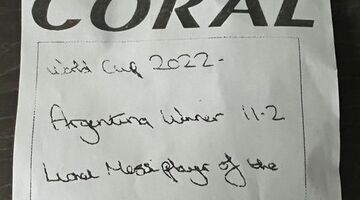 CORAL
World Cup 2022-
Argentina Winner 11-2
Lionel Messi player of the